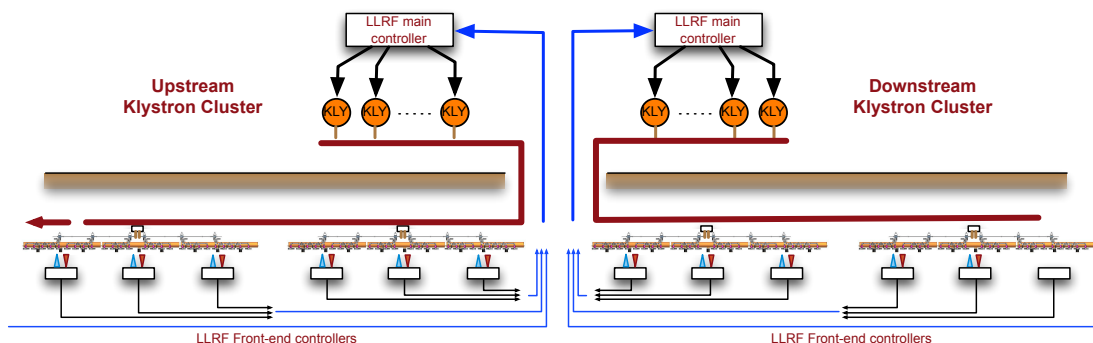 LLRF main
controller
LLRF main
controller
Upstream
Klystron Cluster
Downstream
Klystron Cluster
KLY
KLY
.....
KLY
KLY
.....
KLY
KLY
LLRF Front-end controllers
LLRF Front-end controllers